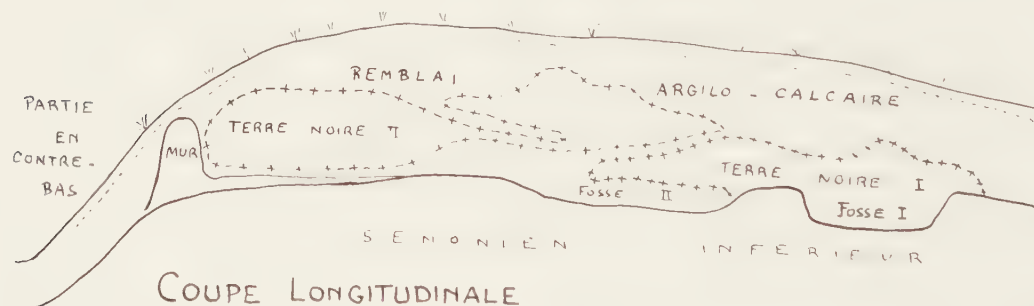 REMBLAI
ARGILO - CALCAIRE
PARTIE
EN
CONTRE-
BAS
MUR
TERRE NOIRE II
TERRE NOIRE I
FOSSE II
FOSSE I
SEMONIEN INFERIEUR
COUPE LONGITUDINALE